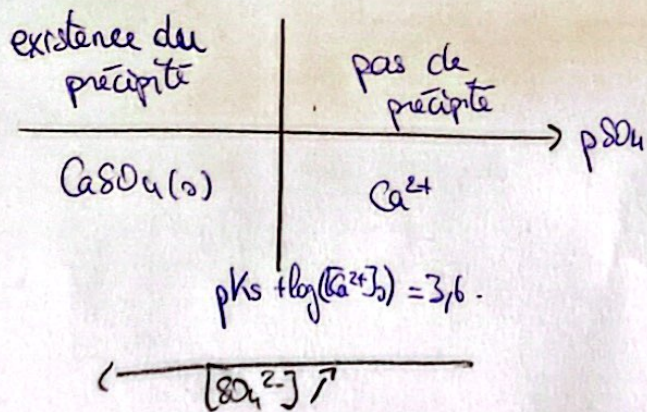 existence du
précipité
pas de
précipité
pSO₄
CaSO₄(s)
Ca²⁺
pKs + log([Ca²⁺]₀) = 3,6.
[SO₄²⁻] ↗